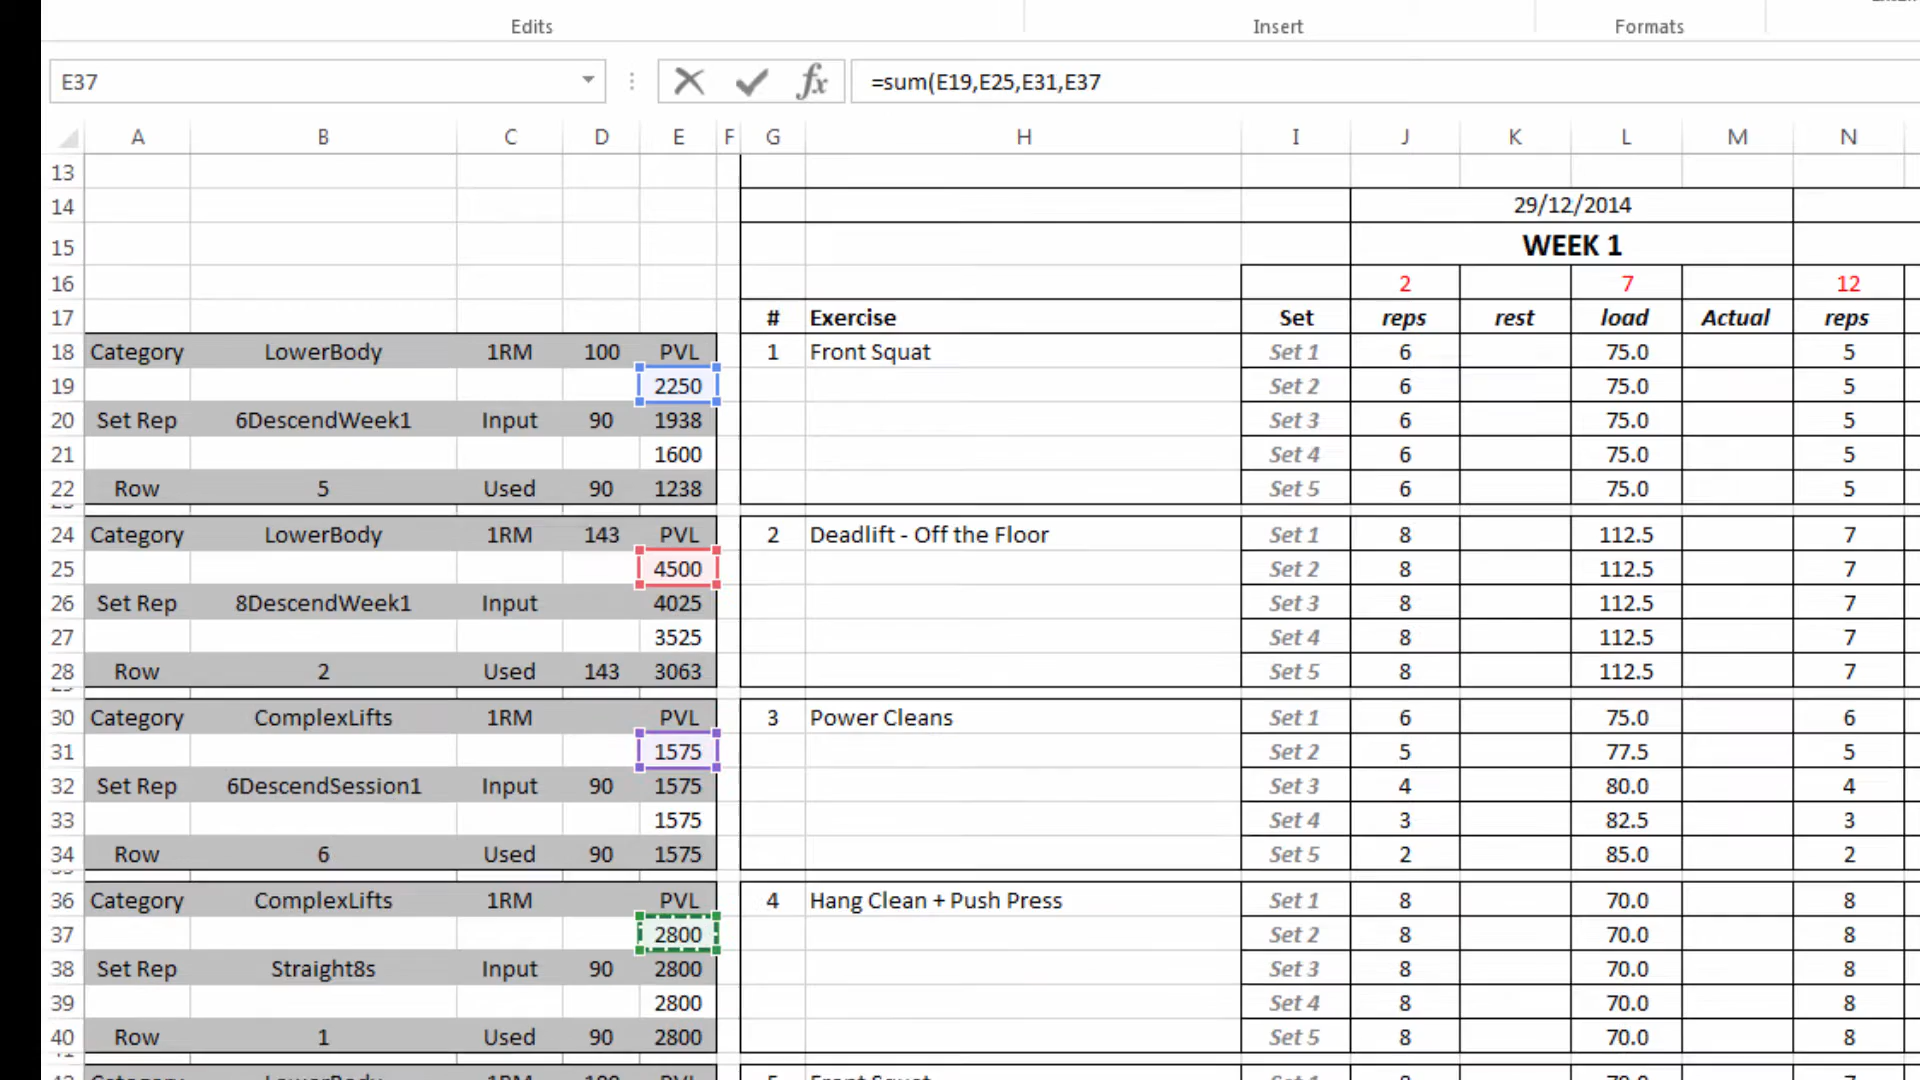 Edits Insert Formats
E37 fx =sum(E19,E25,E31,E37
A B C D E F G H I J K L M N
13
14 29/12/2014
15 WEEK 1
16 2 7 12
17 # Exercise Set reps rest load Actual reps
18 Category LowerBody 1RM 100 PVL 1 Front Squat Set 1 6 75.0 5
19 2250 Set 2 6 75.0 5
20 Set Rep 6DescendWeek1 Input 90 1938 Set 3 6 75.0 5
21 1600 Set 4 6 75.0 5
22 Row 5 Used 90 1238 Set 5 6 75.0 5
24 Category LowerBody 1RM 143 PVL 2 Deadlift - Off the Floor Set 1 8 112.5 7
25 4500 Set 2 8 112.5 7
26 Set Rep 8DescendWeek1 Input 4025 Set 3 8 112.5 7
27 3525 Set 4 8 112.5 7
28 Row 2 Used 143 3063 Set 5 8 112.5 7
30 Category ComplexLifts 1RM PVL 3 Power Cleans Set 1 6 75.0 6
31 1575 Set 2 5 77.5 5
32 Set Rep 6DescendSession1 Input 90 1575 Set 3 4 80.0 4
33 1575 Set 4 3 82.5 3
34 Row 6 Used 90 1575 Set 5 2 85.0 2
36 Category ComplexLifts 1RM PVL 4 Hang Clean + Push Press Set 1 8 70.0 8
37 2800 Set 2 8 70.0 8
38 Set Rep Straight8s Input 90 2800 Set 3 8 70.0 8
39 2800 Set 4 8 70.0 8
40 Row 1 Used 90 2800 Set 5 8 70.0 8
Category LowerBody 1RM PVL Front Squat Set 1